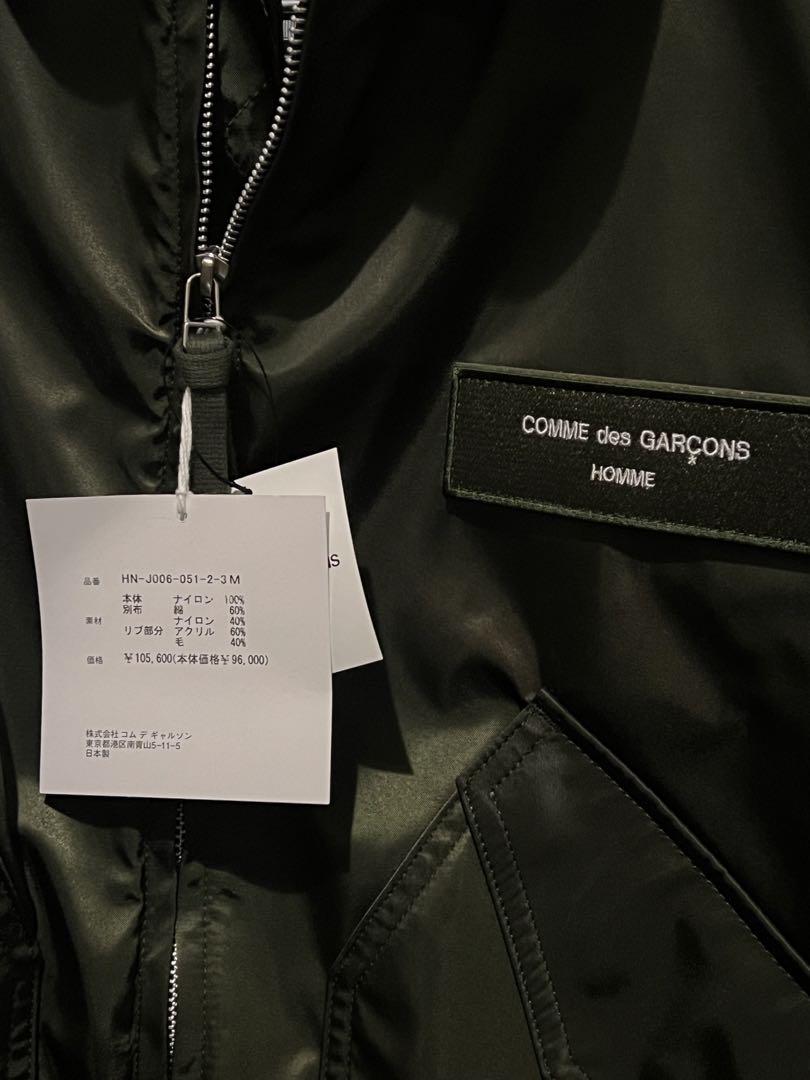 COMME des GARÇONS
HOMME
品番 HN-J006-051-2-3 M
本体 ナイロン 100%
別布 綿 60%
素材 ナイロン 40%
リブ部分 アクリル 60%
毛 40%
価格 ¥105,600(本体価格¥96,000)
株式会社 コム デ ギャルソン
東京都港区南青山5-11-5
日本製